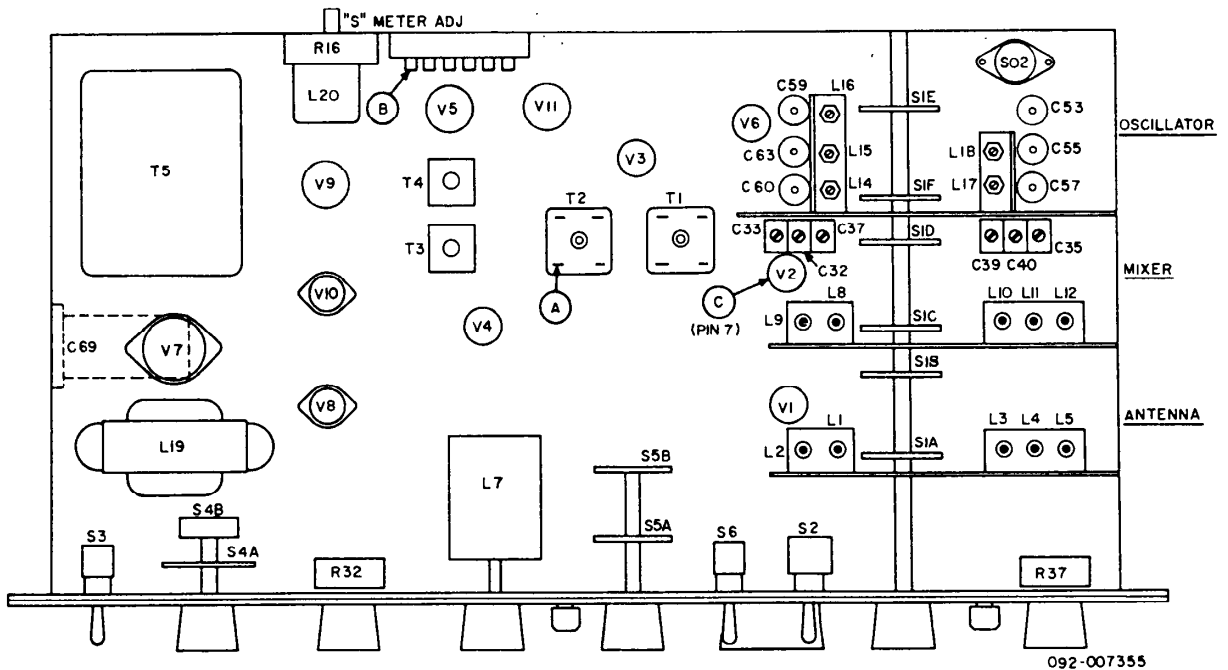 "S" METER ADJ
R16
L20
B
V5
V11
C59
L16
S1E
S02
C53
OSCILLATOR
V6
C63
L15
L18
C55
T5
V9
T4
V3
C60
L14
S1F
L17
C57
T3
T2
T1
C33
C37
S1D
C32
C39
C40
C35
MIXER
V2
V10
A
C
(PIN 7)
L9
L8
S1C
L10
L11
L12
V4
C69
V7
S1B
V8
V1
ANTENNA
L19
L2
L1
S1A
L3
L4
L5
L7
S5B
S4B
S3
S4A
S5A
S6
S2
R32
R37
092-007355